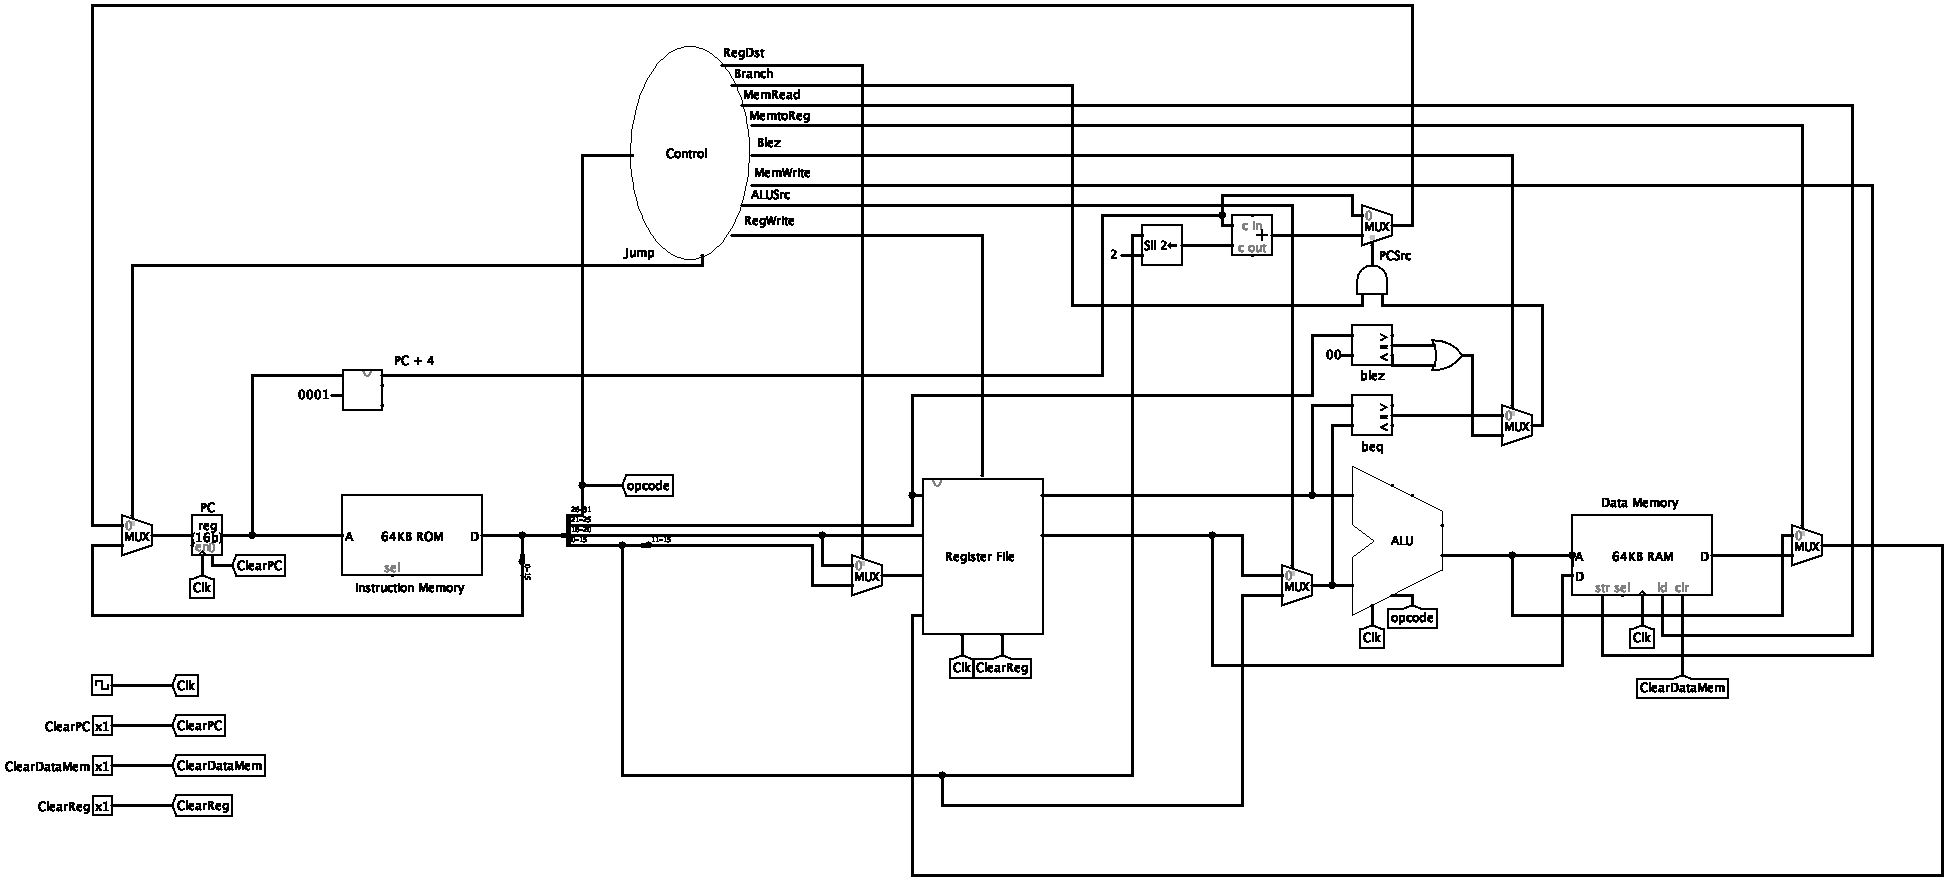 RegDst
Branch
MemRead
MemtoReg
Blez
MemWrite
ALUSrc
RegWrite
Jump
Control
c in
+
c out
Sll 2←
2
0
MUX
PCSrc
00
>
=
<
blez
PC + 4
0001
>
=
<
beq
0
MUX
opcode
26-31
21-25
16-20
0-15
11-15
0-15
PC
reg
(16b)
en0
0
MUX
ClearPC
Clk
A
64KB ROM
D
sel
Instruction Memory
0
MUX
Register File
Clk
ClearReg
0
MUX
ALU
Clk
opcode
Data Memory
A
64KB RAM
D
D
str sel
ld clr
Clk
ClearDataMem
0
MUX
Clk
ClearPC
x1
ClearPC
ClearDataMem
x1
ClearDataMem
ClearReg
x1
ClearReg